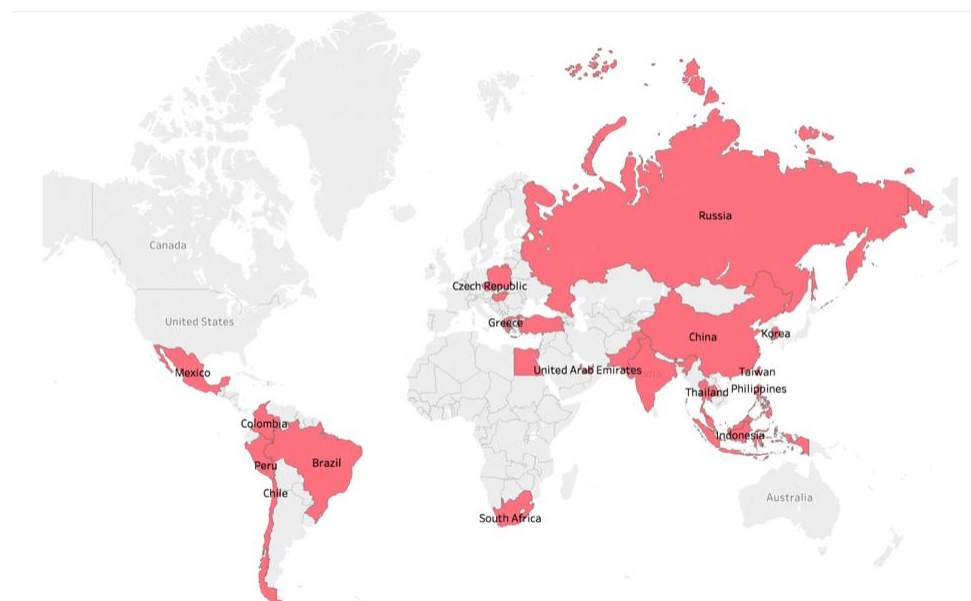 Russia
Canada
Czech Republic
United States
Greece
Korea
China
Mexico
United Arab Emirates
India
Taiwan
Thailand
Philippines
Colombia
Indonesia
Peru
Brazil
Chile
Australia
South Africa